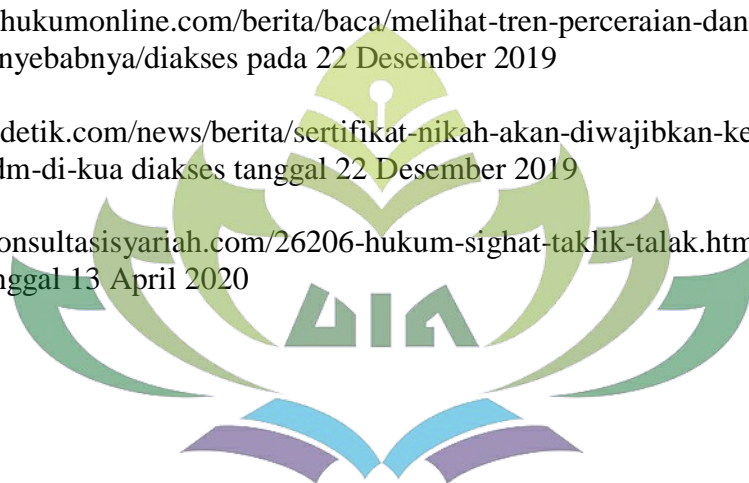 hukumonline.com/berita/baca/melihat-tren-perceraian-dan
nyebabnya/diakses pada 22 Desember 2019
detik.com/news/berita/sertifikat-nikah-akan-diwajibkan-ke
dm-di-kua diakses tanggal 22 Desember 2019
onsultasisyariah.com/26206-hukum-sighat-taklik-talak.htm
nggal 13 April 2020
UIN